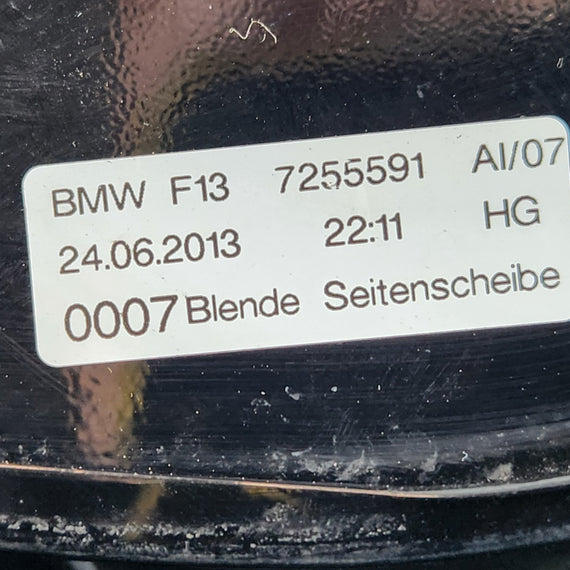 BMW F13 7255591 AI/07
24.06.2013 22:11 HG
0007 Blende Seitenscheibe